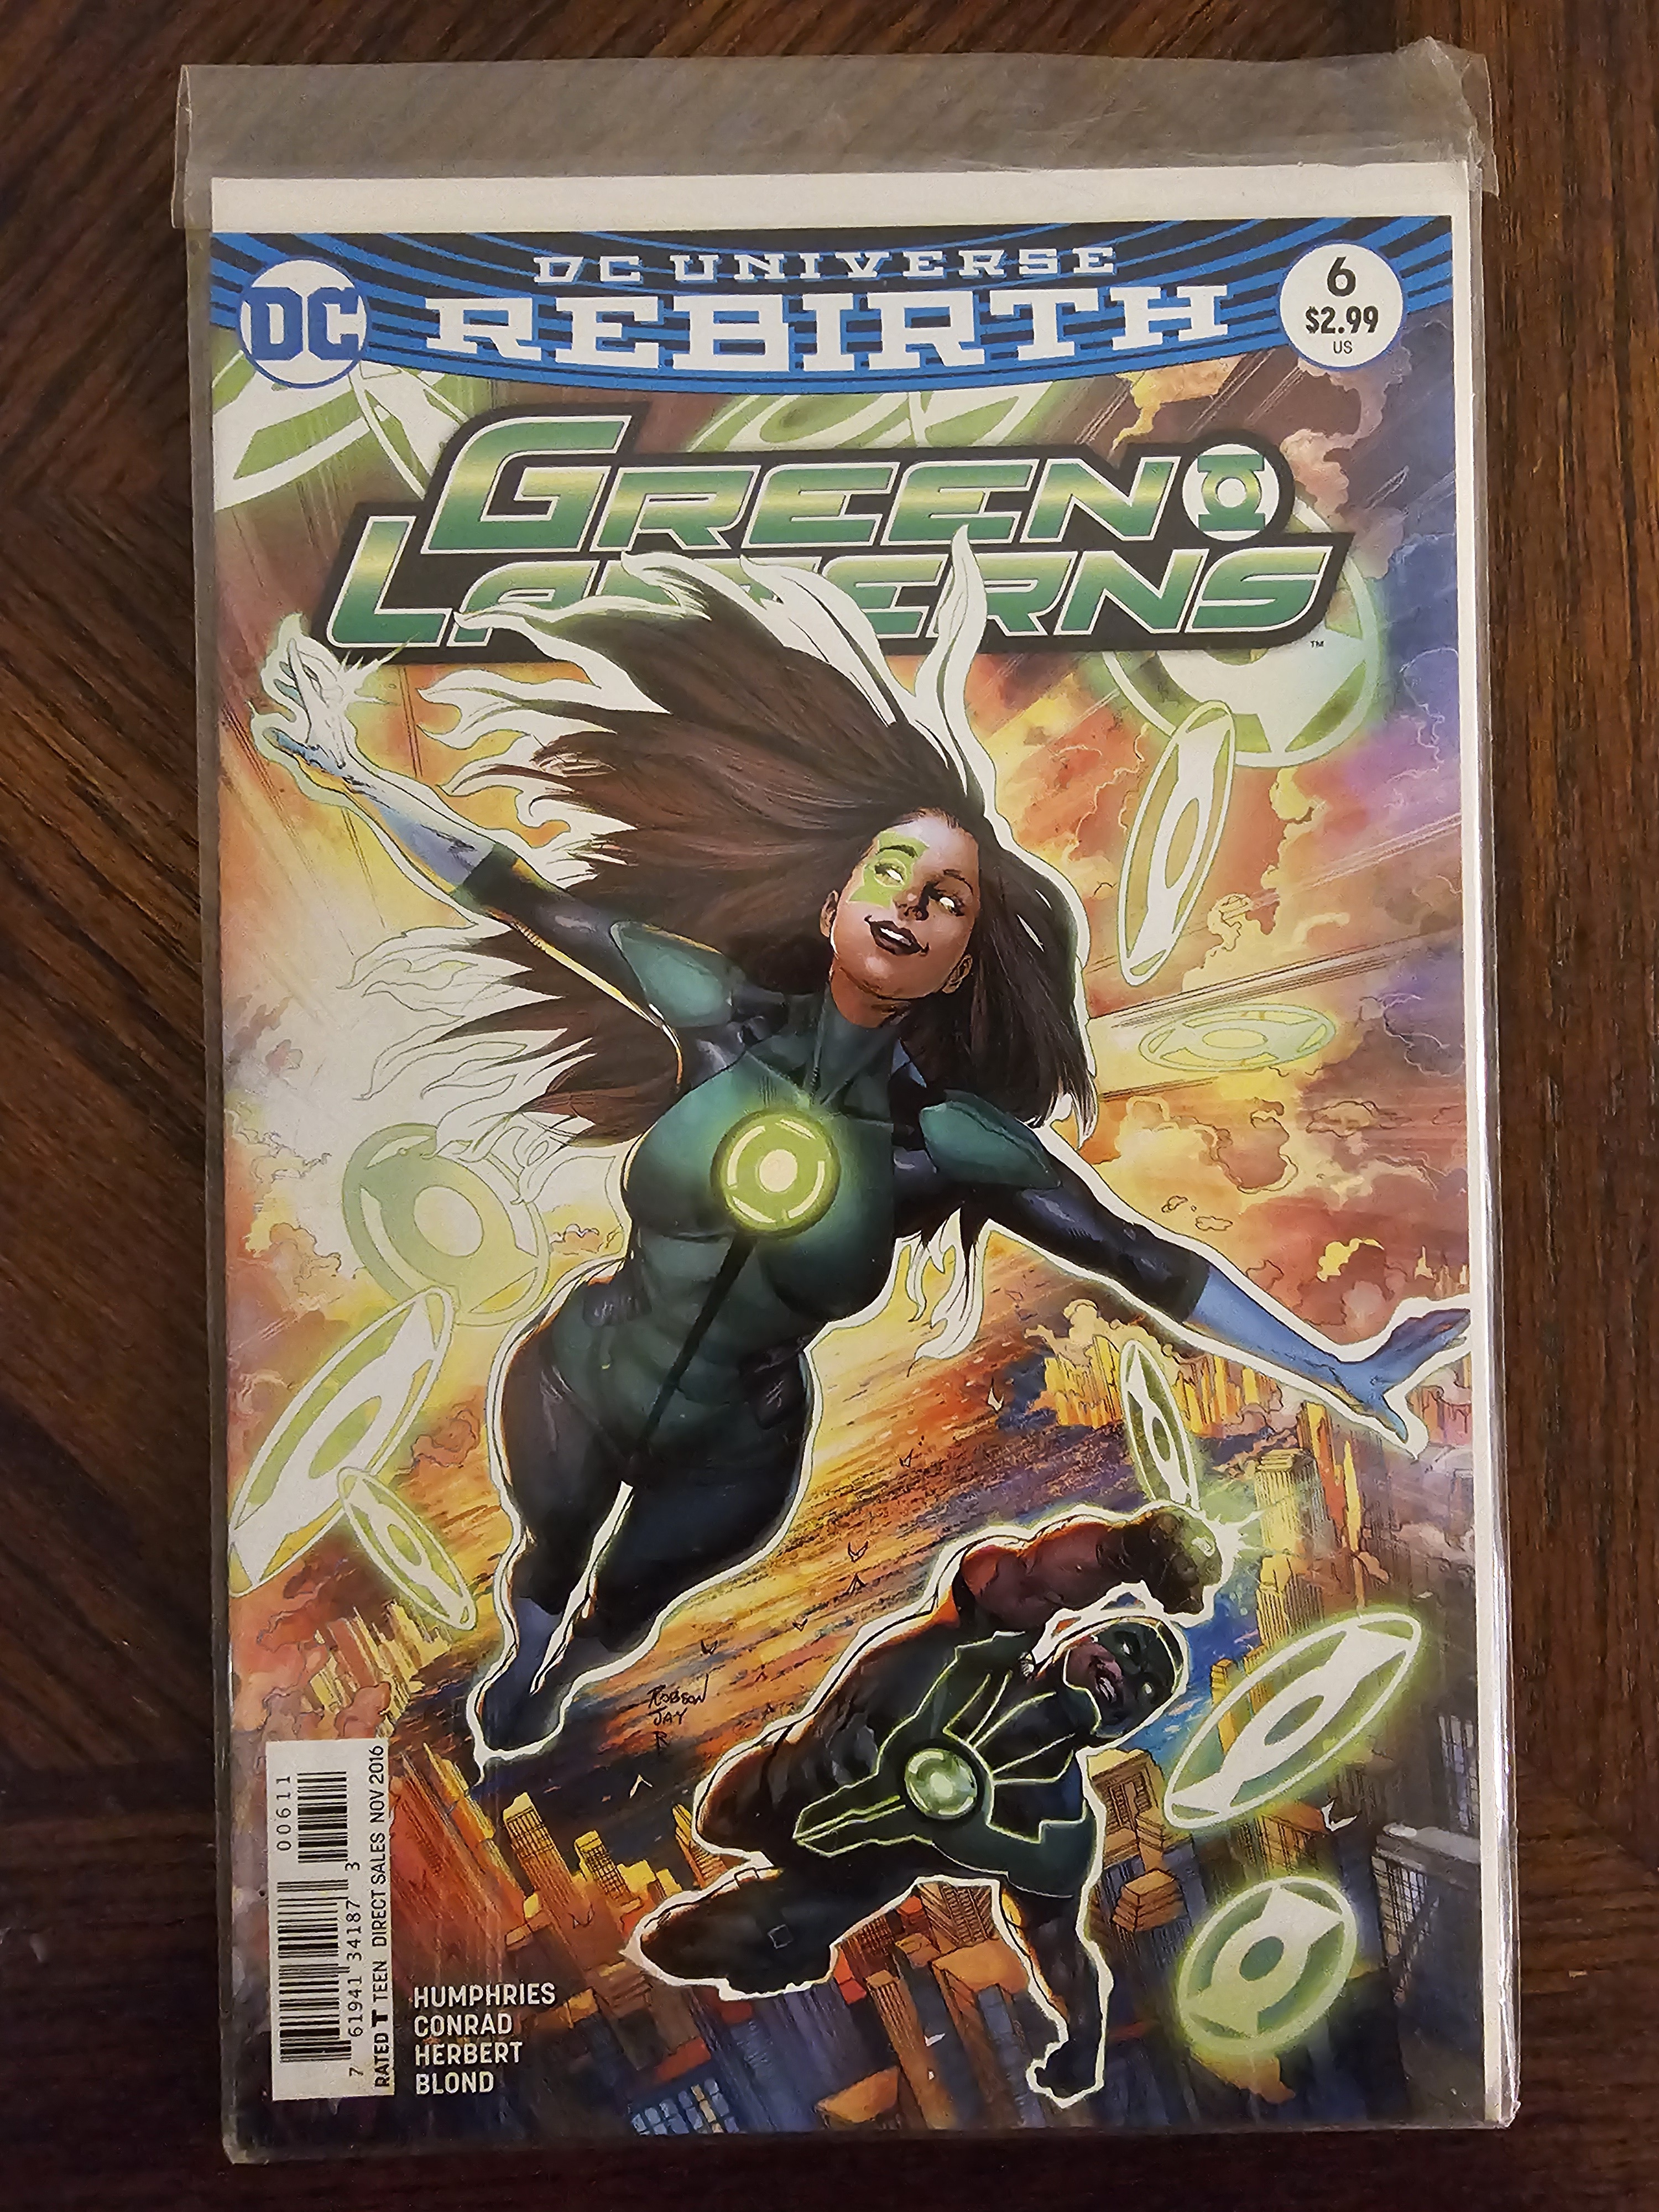 DC UNIVERSE
REBIRTH
DC
6
$2.99
US
GREEN
LANTERNS
™
ROBSON
JAY
R
00611
7 61941 34187 3
RATED T TEEN DIRECT SALES NOV 2016
HUMPHRIES
CONRAD
HERBERT
BLOND